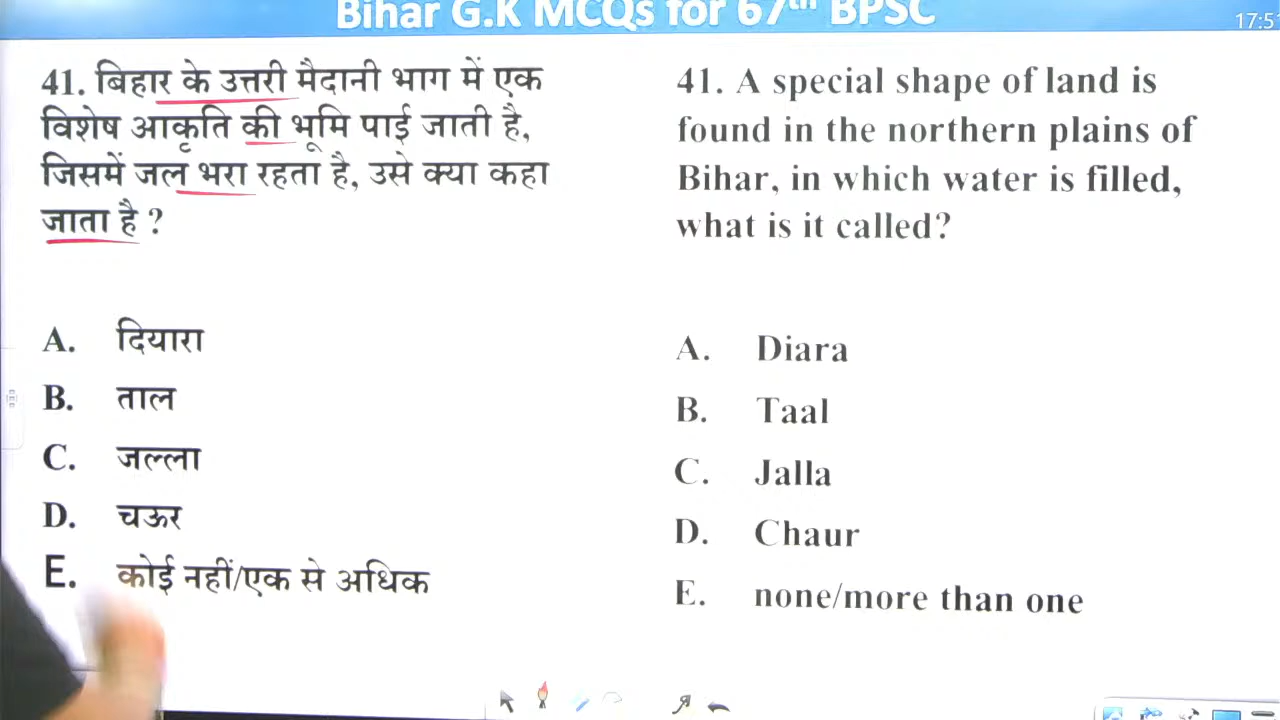 Bihar G.K MCQs for 67th BPSC
17:5
41. बिहार के उत्तरी मैदानी भाग में एक
विशेष आकृति की भूमि पाई जाती है,
जिसमें जल भरा रहता है, उसे क्या कहा
जाता है ?
A. दियारा
B. ताल
C. जल्ला
D. चऊर
E. कोई नहीं/एक से अधिक
41. A special shape of land is
found in the northern plains of
Bihar, in which water is filled,
what is it called?
A. Diara
B. Taal
C. Jalla
D. Chaur
E. none/more than one